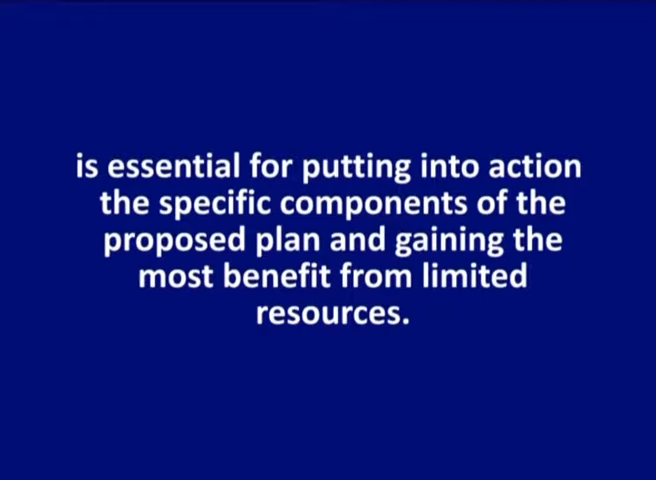 is essential for putting into action
the specific components of the
proposed plan and gaining the
most benefit from limited
resources.